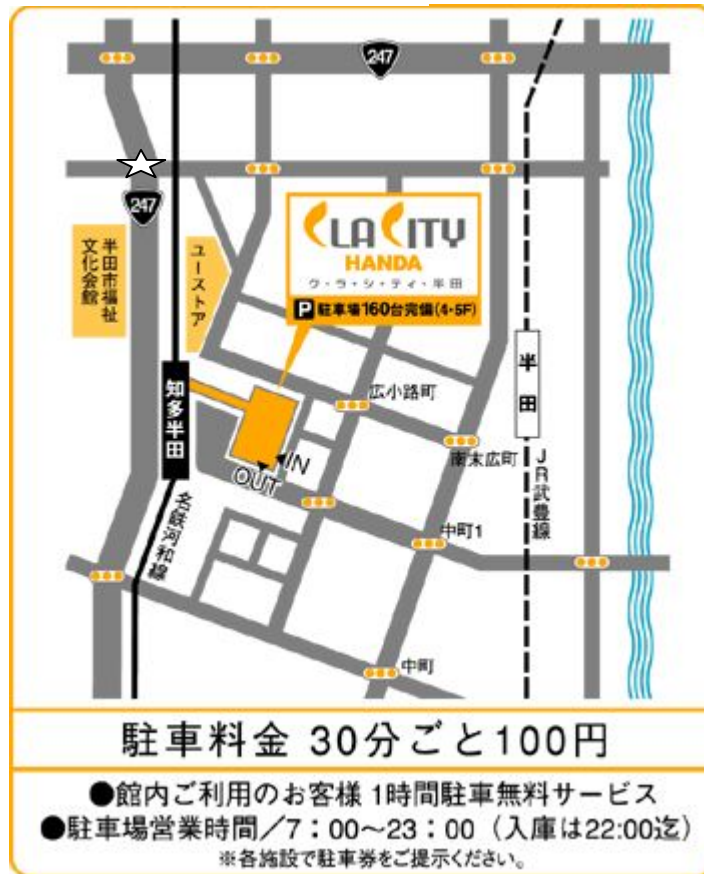 247
247
CLACITY
HANDA
ク・ラ・シ・ティ・半田
P 駐車場160台完備(4・5F)
半田市福祉
文化会館
ユーストア
半田
知多半田
広小路町
南末広町
IN
OUT
JR武豊線
名鉄河和線
中町1
中町
駐車料金 30分ごと100円
●館内ご利用のお客様 1時間駐車無料サービス
●駐車場営業時間／7：00～23：00（入庫は22:00迄）
※各施設で駐車券をご提示ください。